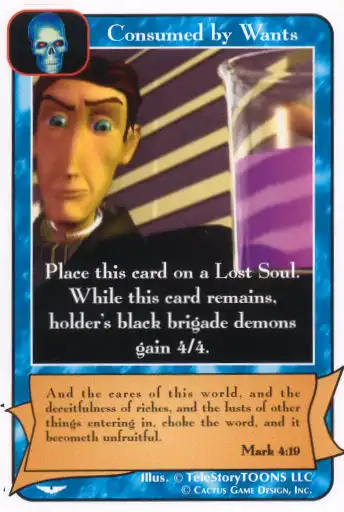 Consumed by Wants
Place this card on a Lost Soul.
While this card remains,
holder's black brigade demons
gain 4/4.
And the cares of this world, and the
deceitfulness of riches, and the lusts of other
things entering in, choke the word, and it
becometh unfruitful.
Mark 4:19
Illus. © TeleStoryTOONS LLC
© Cactus Game Design, Inc.